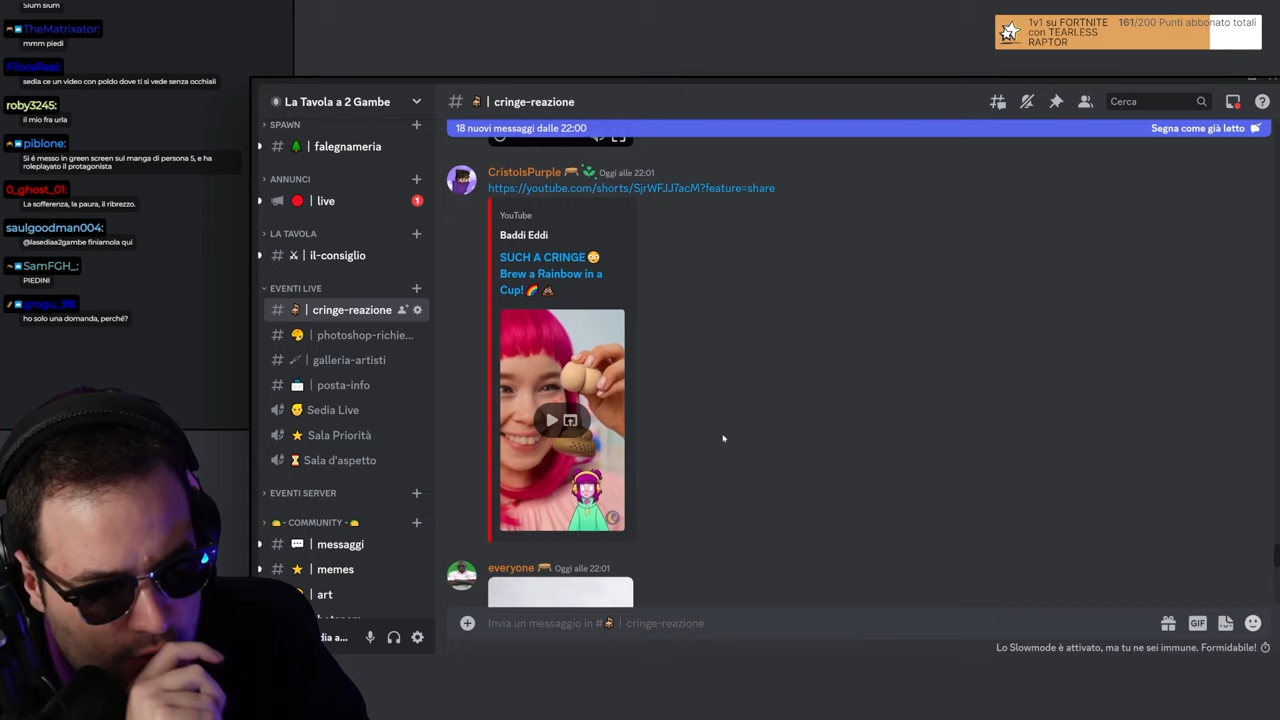 Sium sium
TheMatrixator:
mmm piedi
sedia ce un video con poldo dove ti si vede senza occhiali
roby3245:
il mio fra urla
piblone:
Si é messo in green screen sul manga di persona 5, e ha
roleplayato il protagonista
0_ghost_01:
La sofferenza, la paura, il ribrezzo.
saulgoodman004:
@lasediaa2gambe finiamola qui
SamFGH_:
PIEDINI
ho solo una domanda, perché?
1v1 su FORTNITE
con TEARLESS
RAPTOR
161/200 Punti abbonato totali
La Tavola a 2 Gambe
SPAWN
falegnameria
ANNUNCI
live
1
LA TAVOLA
il-consiglio
EVENTI LIVE
cringe-reazione
photoshop-richie...
galleria-artisti
posta-info
Sedia Live
Sala Priorità
Sala d'aspetto
EVENTI SERVER
- COMMUNITY -
messaggi
memes
art
dia a...
# | cringe-reazione
Cerca
18 nuovi messaggi dalle 22:00
Segna come già letto
CristoIsPurple Oggi alle 22:01
https://youtube.com/shorts/SjrWFJJ7acM?feature=share
YouTube
Baddi Eddi
SUCH A CRINGE😳
Brew a Rainbow in a
Cup!🌈 💩
everyone Oggi alle 22:01
Invia un messaggio in #🪑 | cringe-reazione
GIF
Lo Slowmode è attivato, ma tu ne sei immune. Formidabile!